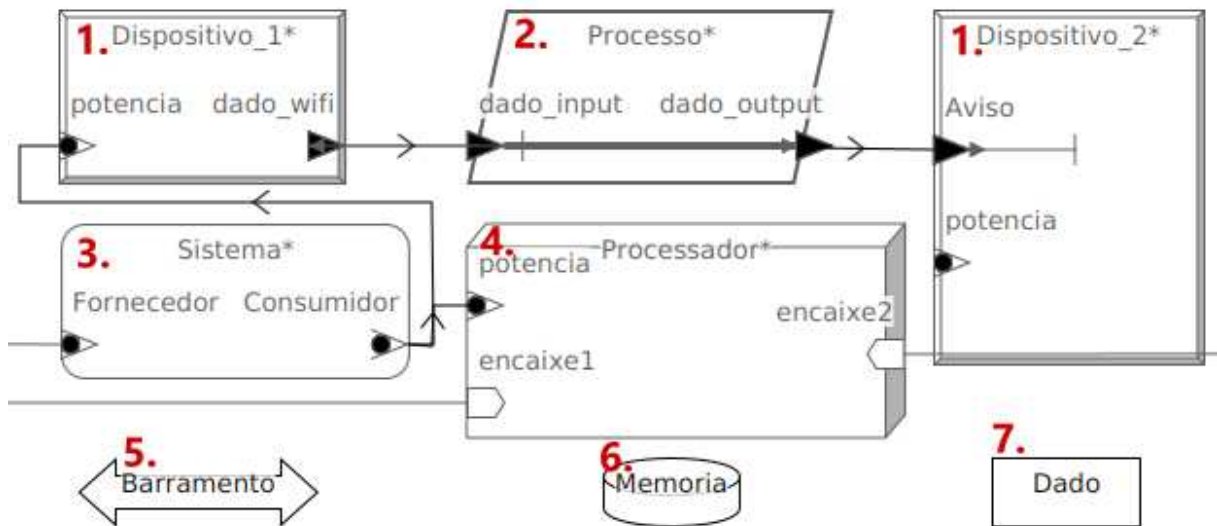 1. Dispositivo_1*
potencia dado_wifi
2. Processo*
dado_input dado_output
1. Dispositivo_2*
Aviso
potencia
3. Sistema*
Fornecedor Consumidor
4. Processador*
potencia
encaixe2
encaixe1
5. Barramento
6. Memoria
7. Dado